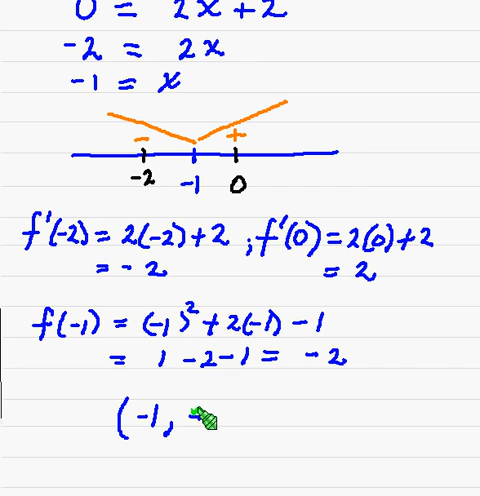 0 = 2x+2
-2 = 2x
-1 = x
- +
-2 -1 0
f'(-2) = 2(-2)+2 ; f'(0) = 2(0)+2
= -2 = 2
f(-1) = (-1)² + 2(-1) - 1
= 1 -2 -1 = -2
(-1, -